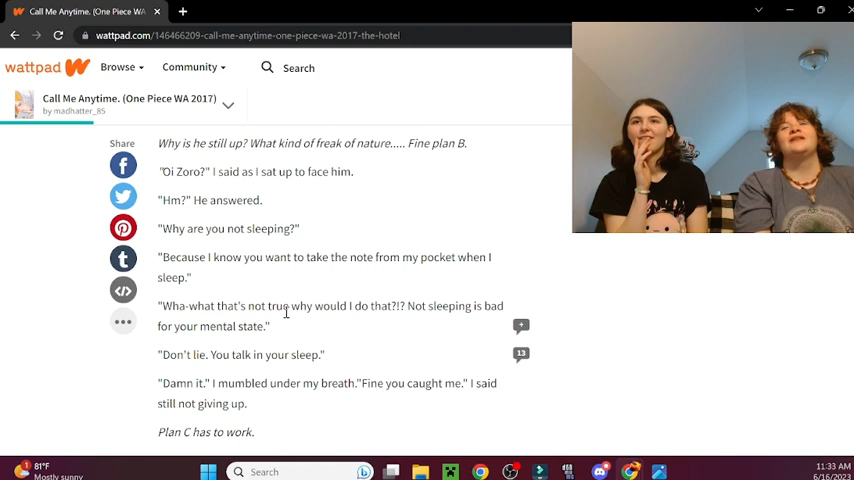 Call Me Anytime. (One Piece WA
wattpad.com/146466209-call-me-anytime-one-piece-wa-2017-the-hotel
wattpad
Browse
Community
Search
Call Me Anytime. (One Piece WA 2017)
by madhatter_85
Share
Why is he still up? What kind of freak of nature..... Fine plan B.
"Oi Zoro?" I said as I sat up to face him.
"Hm?" He answered.
"Why are you not sleeping?"
"Because I know you want to take the note from my pocket when I
sleep."
"Wha-what that's not true why would I do that?!? Not sleeping is bad
for your mental state."
+
"Don't lie. You talk in your sleep."
13
"Damn it." I mumbled under my breath."Fine you caught me." I said
still not giving up.
Plan C has to work.
1
81°F
Mostly sunny
Search
11:33 AM
6/16/2023